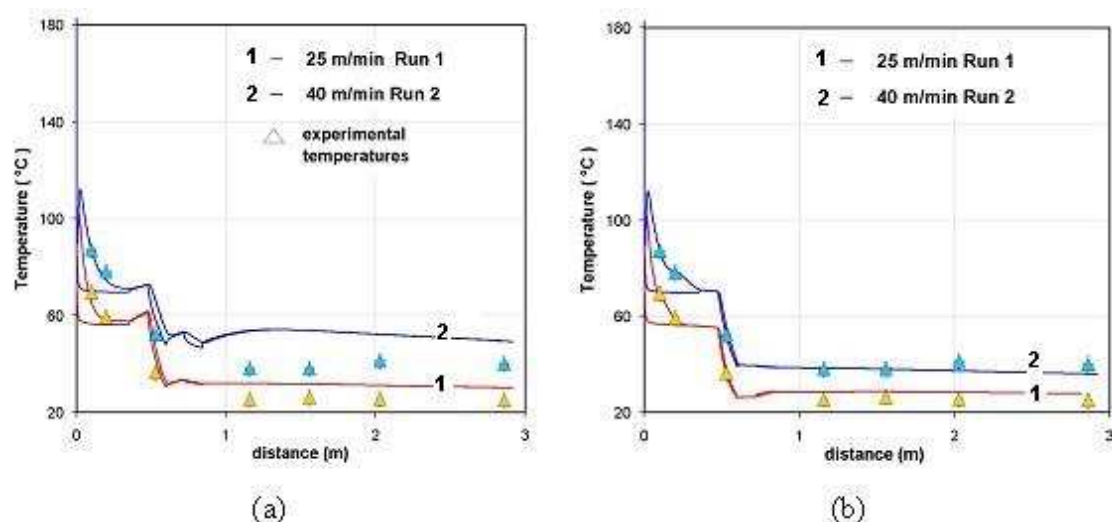 180
140
100
60
20
Temperature ( °C )
1 – 25 m/min Run 1
2 – 40 m/min Run 2
experimental
temperatures
2
1
0 1 2 3
distance (m)
(a)
180
140
100
60
20
Temperature ( °C )
1 – 25 m/min Run 1
2 – 40 m/min Run 2
2
1
0 1 2 3
distance (m)
(b)